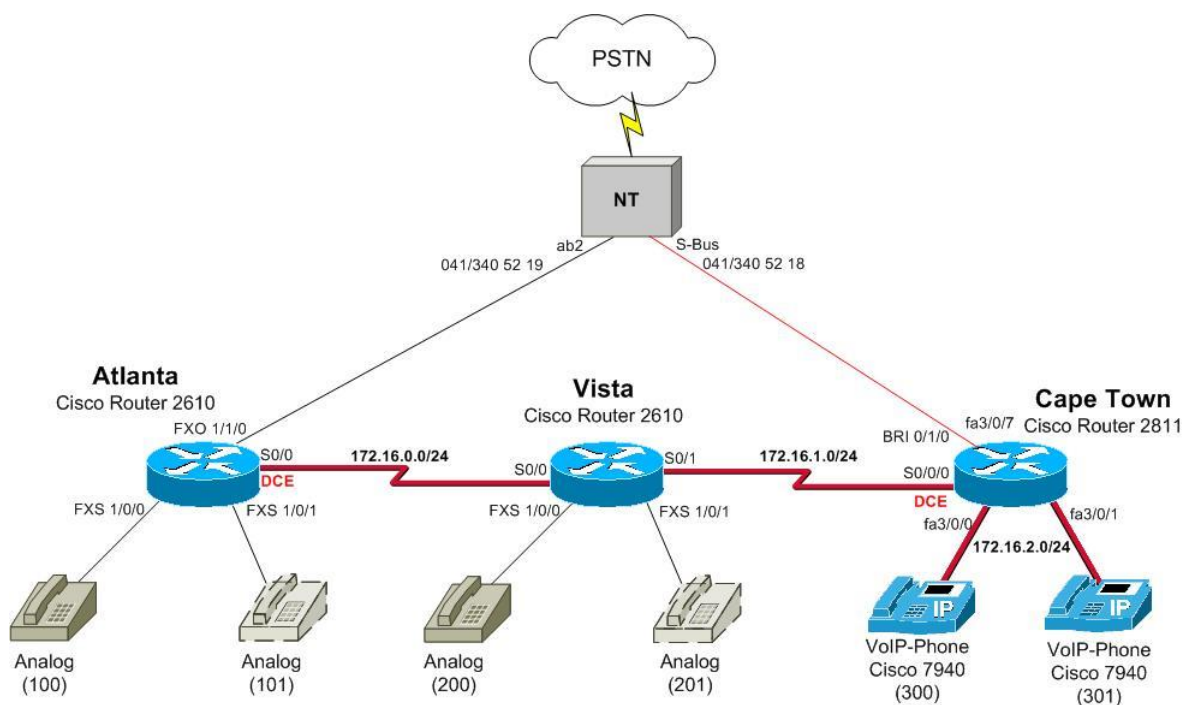 PSTN
NT
ab2
S-Bus
041/340 52 19
041/340 52 18
Atlanta
Cisco Router 2610
Vista
Cisco Router 2610
Cape Town
Cisco Router 2811
FXO 1/1/0
S0/0
DCE
172.16.0.0/24
S0/0
S0/1
172.16.1.0/24
BRI 0/1/0
fa3/0/7
S0/0/0
DCE
FXS 1/0/0
FXS 1/0/1
FXS 1/0/0
FXS 1/0/1
fa3/0/0
fa3/0/1
172.16.2.0/24
IP
IP
Analog
(100)
Analog
(101)
Analog
(200)
Analog
(201)
VoIP-Phone
Cisco 7940
(300)
VoIP-Phone
Cisco 7940
(301)